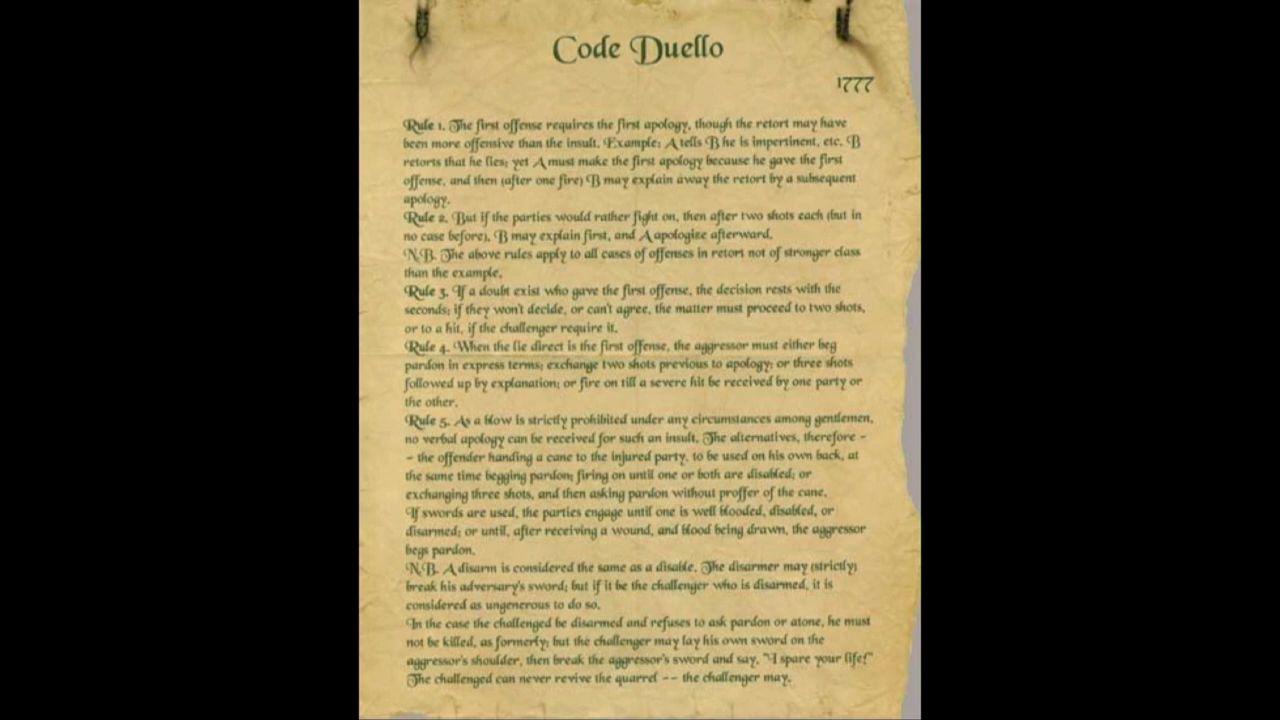 Code Duello
1777
Rule 1. The first offense requires the first apology, though the retort may have
been more offensive than the insult. Example: A tells B he is impertinent, etc. B
retorts that he lies; yet A must make the first apology because he gave the first
offense, and then (after one fire) B may explain away the retort by a subsequent
apology.
Rule 2. But if the parties would rather fight on, then after two shots each (but in
no case before), B may explain first, and A apologize afterward.
N.B. The above rules apply to all cases of offenses in retort not of stronger class
than the example.
Rule 3. If a doubt exist who gave the first offense, the decision rests with the
seconds; if they won't decide, or can't agree, the matter must proceed to two shots,
or to a hit, if the challenger require it.
Rule 4. When the lie direct is the first offense, the aggressor must either beg
pardon in express terms; exchange two shots previous to apology; or three shots
followed up by explanation; or fire on till a severe hit be received by one party or
the other.
Rule 5. As a blow is strictly prohibited under any circumstances among gentlemen,
no verbal apology can be received for such an insult. The alternatives, therefore -
- the offender handing a cane to the injured party, to be used on his own back, at
the same time begging pardon; firing on until one or both are disabled; or
exchanging three shots, and then asking pardon without proffer of the cane.
If swords are used, the parties engage until one is well blooded, disabled, or
disarmed; or until, after receiving a wound, and blood being drawn, the aggressor
begs pardon.
N.B. A disarm is considered the same as a disable. The disarmer may (strictly)
break his adversary's sword; but if it be the challenger who is disarmed, it is
considered as ungenerous to do so.
In the case the challenged be disarmed and refuses to ask pardon or atone, he must
not be killed, as formerly; but the challenger may lay his own sword on the
aggressor's shoulder, then break the aggressor's sword and say, "I spare your life!"
The challenged can never revive the quarrel -- the challenger may.